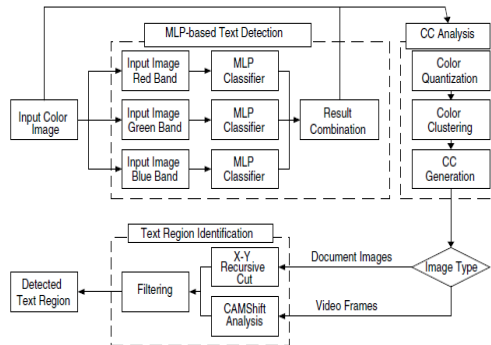 MLP-based Text Detection
CC Analysis
Input Image
Red Band
MLP
Classifier
Color
Quantization
Input Color
Image
Input Image
Green Band
MLP
Classifier
Result
Combination
Color
Clustering
Input Image
Blue Band
MLP
Classifier
CC
Generation
Text Region Identification
Detected
Text Region
Filtering
X-Y
Recursive
Cut
Document Images
Image Type
CAMShift
Analysis
Video Frames